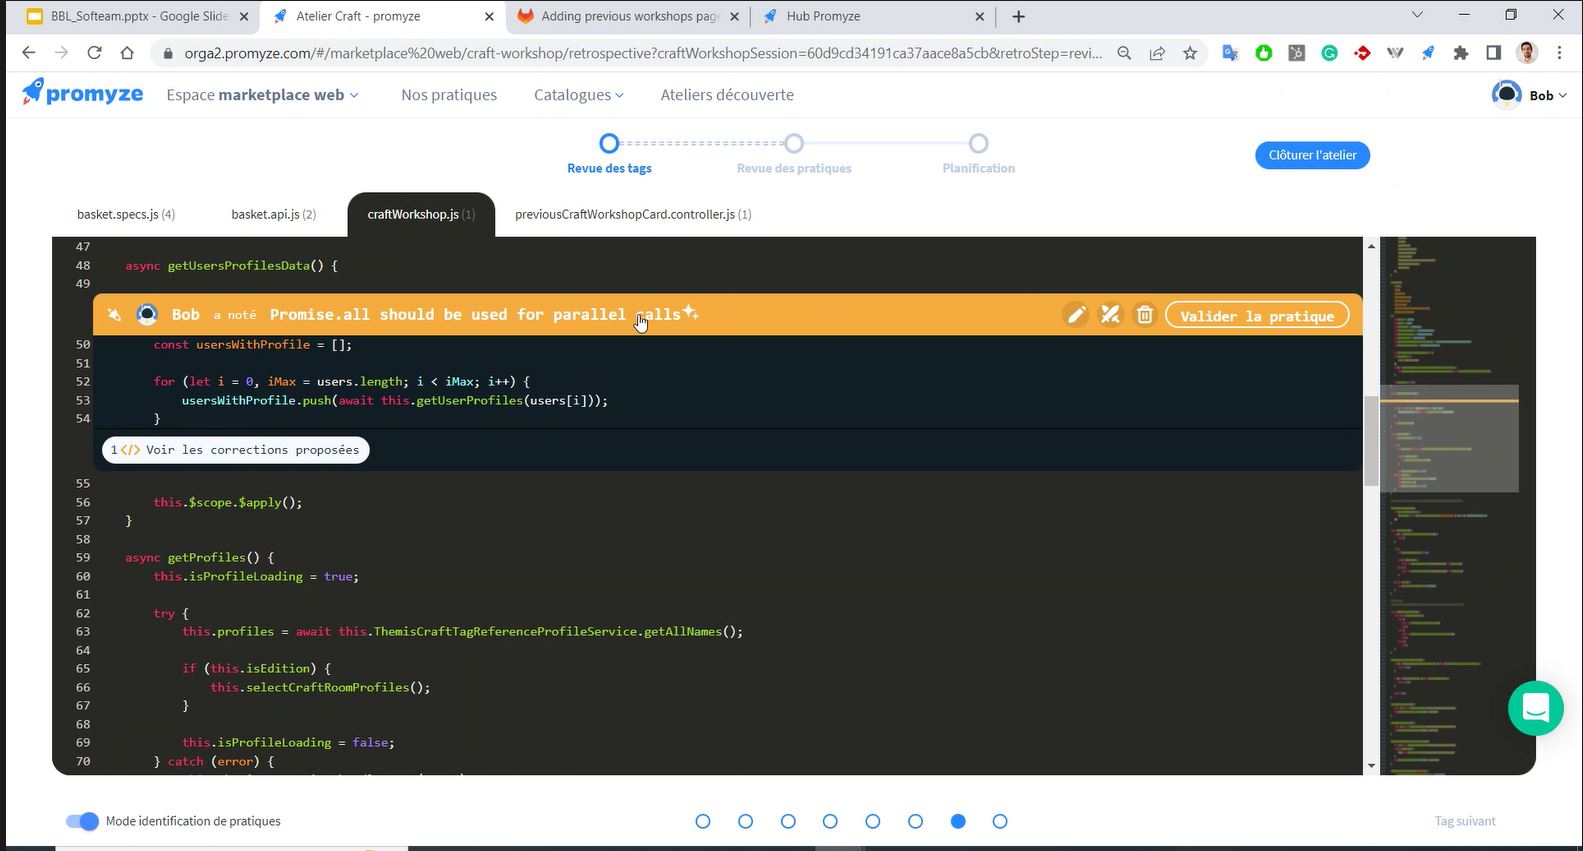 BBL_Softeam.pptx - Google Slide
Atelier Craft - promyze
Adding previous workshops page
Hub Promyze
orga2.promyze.com/#/marketplace%20web/craft-workshop/retrospective?craftWorkshopSession=60d9cd34191ca37aace8a5cb&retroStep=revi...
promyze
Espace marketplace web
Nos pratiques
Catalogues
Ateliers découverte
Bob
Revue des tags
Revue des pratiques
Planification
Clôturer l'atelier
basket.specs.js (4)
basket.api.js (2)
craftWorkshop.js (1)
previousCraftWorkshopCard.controller.js (1)
47
48 async getUsersProfilesData() {
49
Bob a noté Promise.all should be used for parallel calls
Valider la pratique
50 const usersWithProfile = [];
51
52 for (let i = 0, iMax = users.length; i < iMax; i++) {
53 usersWithProfile.push(await this.getUserProfiles(users[i]));
54 }
1 </> Voir les corrections proposées
55
56 this.$scope.$apply();
57 }
58
59 async getProfiles() {
60 this.isProfileLoading = true;
61
62 try {
63 this.profiles = await this.ThemisCraftTagReferenceProfileService.getAllNames();
64
65 if (this.isEdition) {
66 this.selectCraftRoomProfiles();
67 }
68
69 this.isProfileLoading = false;
70 } catch (error) {
Mode identification de pratiques
Tag suivant